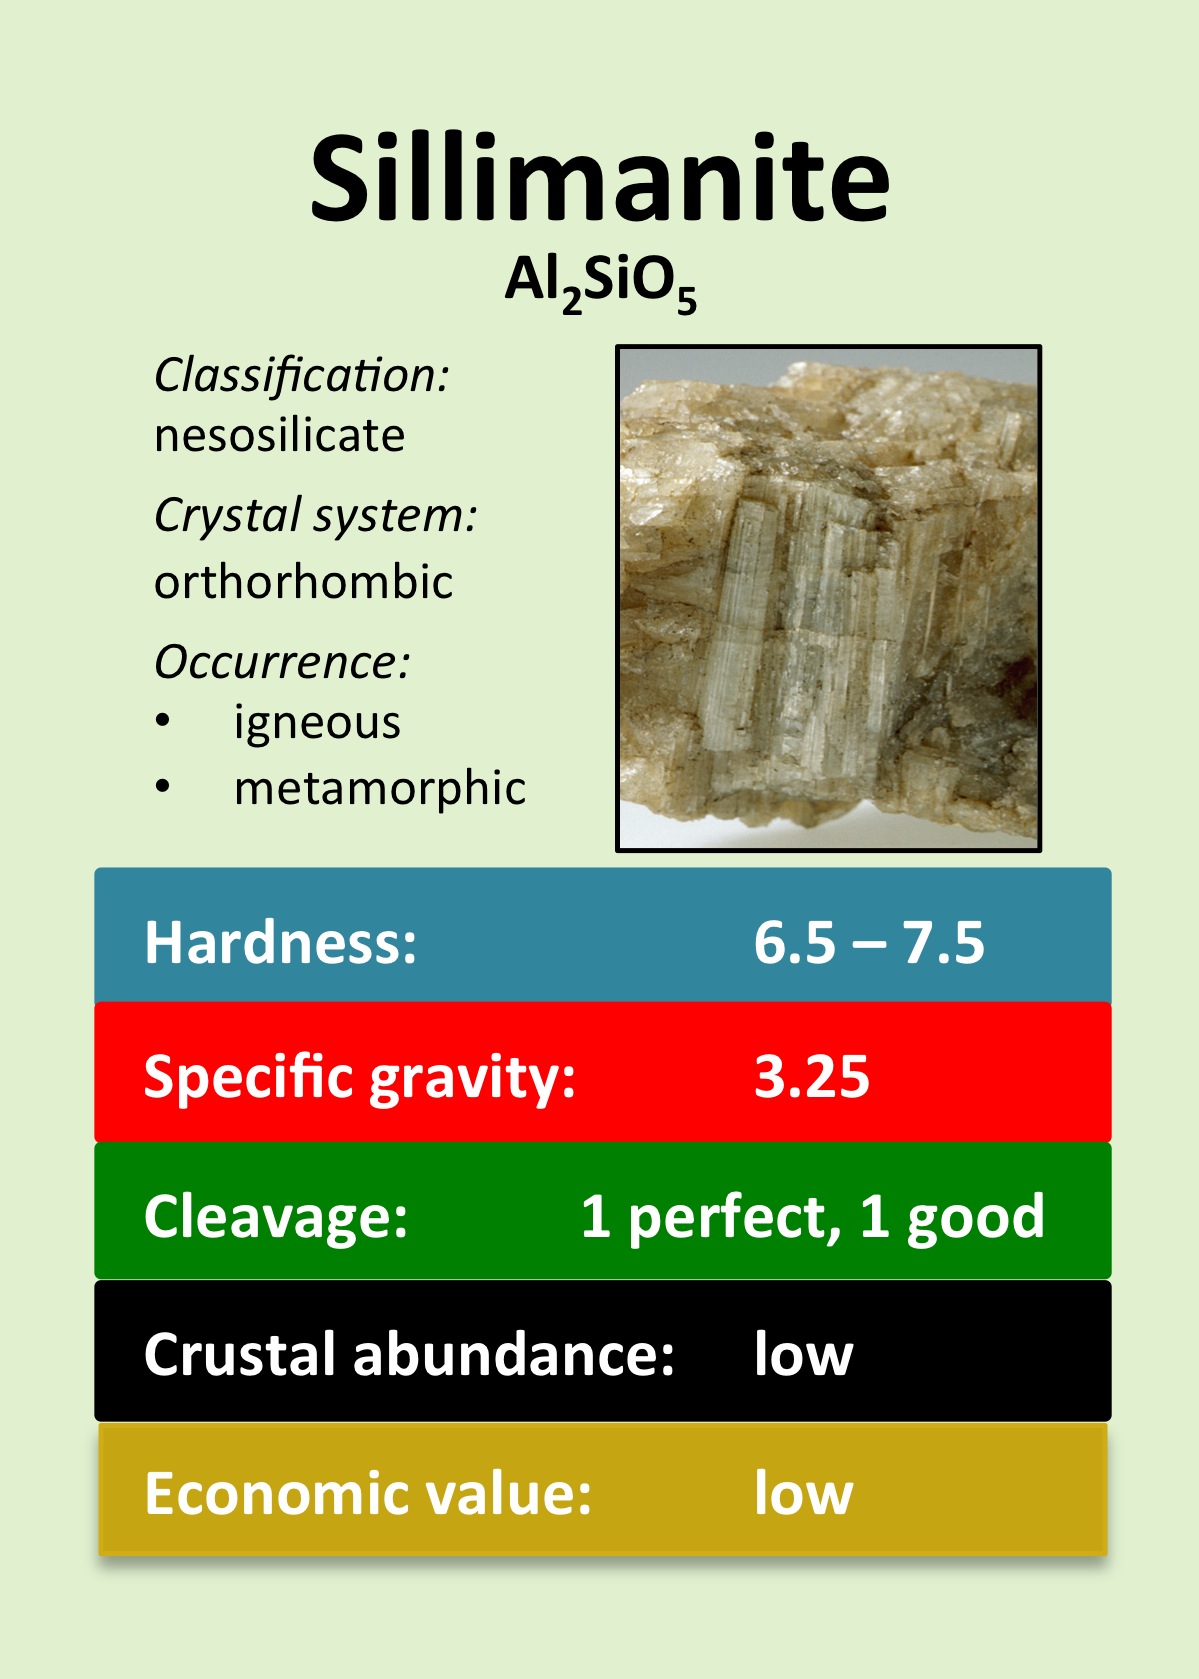 Sillimanite
Al₂SiO₅
Classification:
nesosilicate
Crystal system:
orthorhombic
Occurrence:
• igneous
• metamorphic
Hardness: 6.5 – 7.5
Specific gravity: 3.25
Cleavage: 1 perfect, 1 good
Crustal abundance: low
Economic value: low